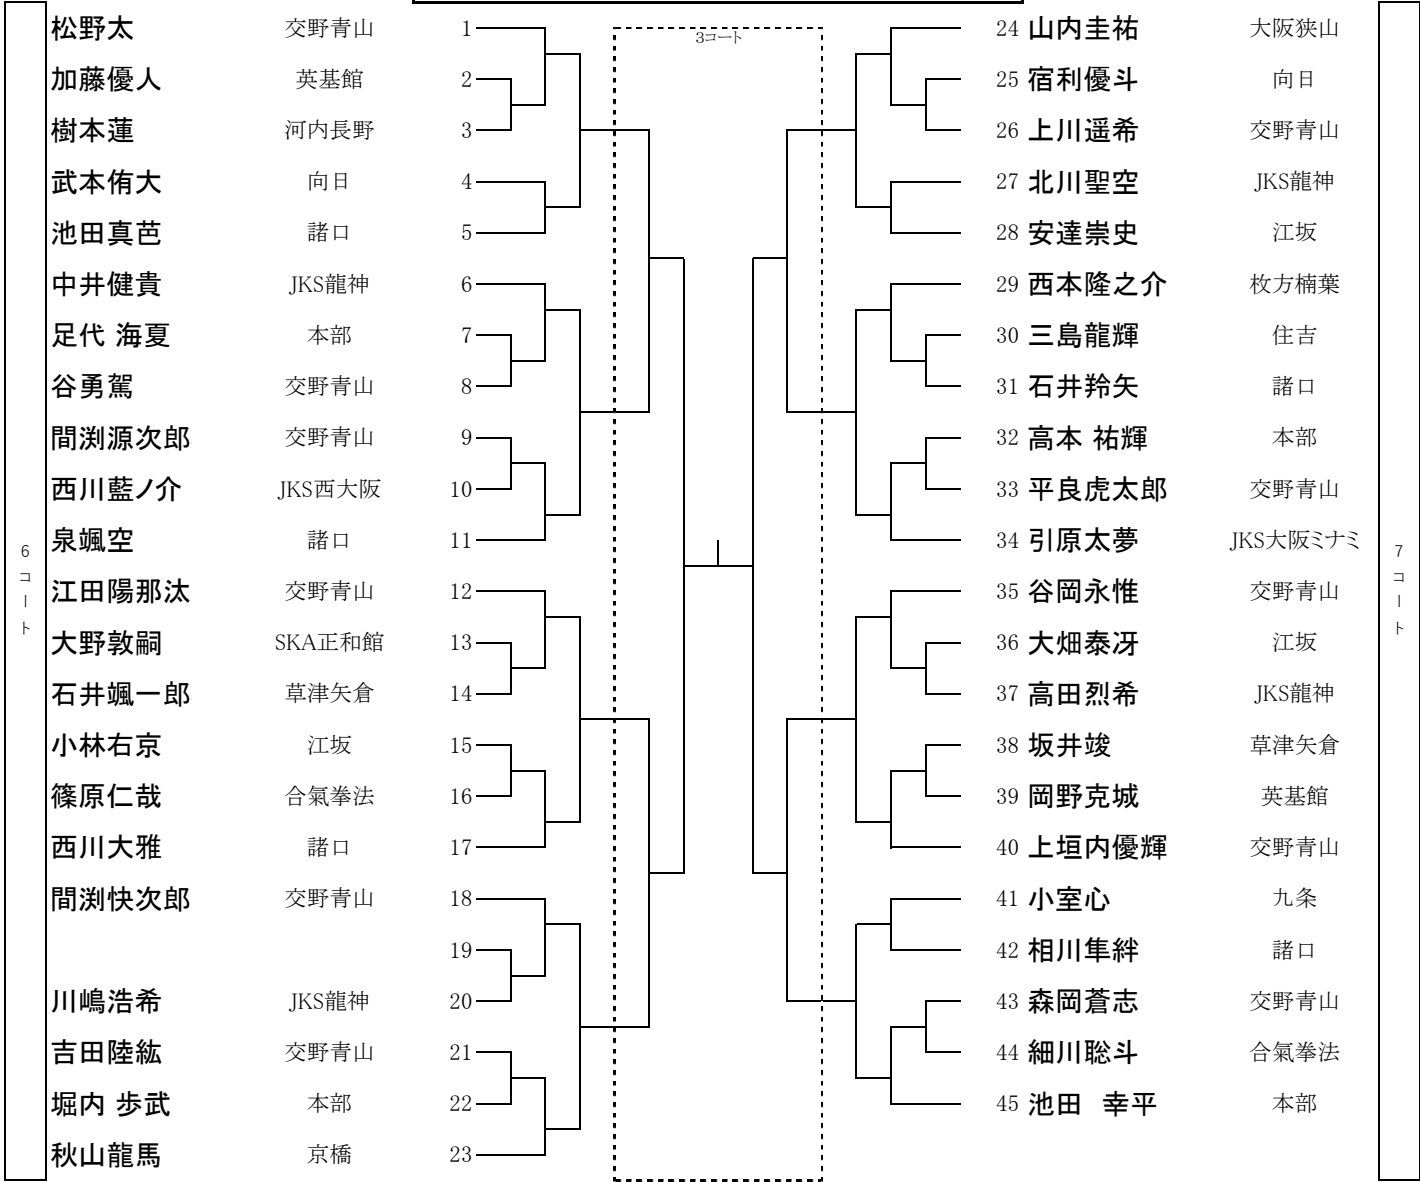 3コート
6コート
松野太 交野青山 1
加藤優人 英基館 2
樹本蓮 河内長野 3
武本侑大 向日 4
池田真芭 諸口 5
中井健貴 JKS龍神 6
足代 海夏 本部 7
谷勇駕 交野青山 8
間渕源次郎 交野青山 9
西川藍ノ介 JKS西大阪 10
泉颯空 諸口 11
江田陽那汰 交野青山 12
大野敦嗣 SKA正和館 13
石井颯一郎 草津矢倉 14
小林右京 江坂 15
篠原仁哉 合氣拳法 16
西川大雅 諸口 17
間渕快次郎 交野青山 18
19
川嶋浩希 JKS龍神 20
吉田陸紘 交野青山 21
堀内 歩武 本部 22
秋山龍馬 京橋 23
24 山内圭祐 大阪狭山
25 宿利優斗 向日
26 上川遥希 交野青山
27 北川聖空 JKS龍神
28 安達崇史 江坂
29 西本隆之介 枚方楠葉
30 三島龍輝 住吉
31 石井羚矢 諸口
32 高本 祐輝 本部
33 平良虎太郎 交野青山
34 引原太夢 JKS大阪ミナミ
35 谷岡永惟 交野青山
36 大畑泰冴 江坂
37 高田烈希 JKS龍神
38 坂井竣 草津矢倉
39 岡野克城 英基館
40 上垣内優輝 交野青山
41 小室心 九条
42 相川隼絆 諸口
43 森岡蒼志 交野青山
44 細川聡斗 合氣拳法
45 池田　幸平 本部
7コート